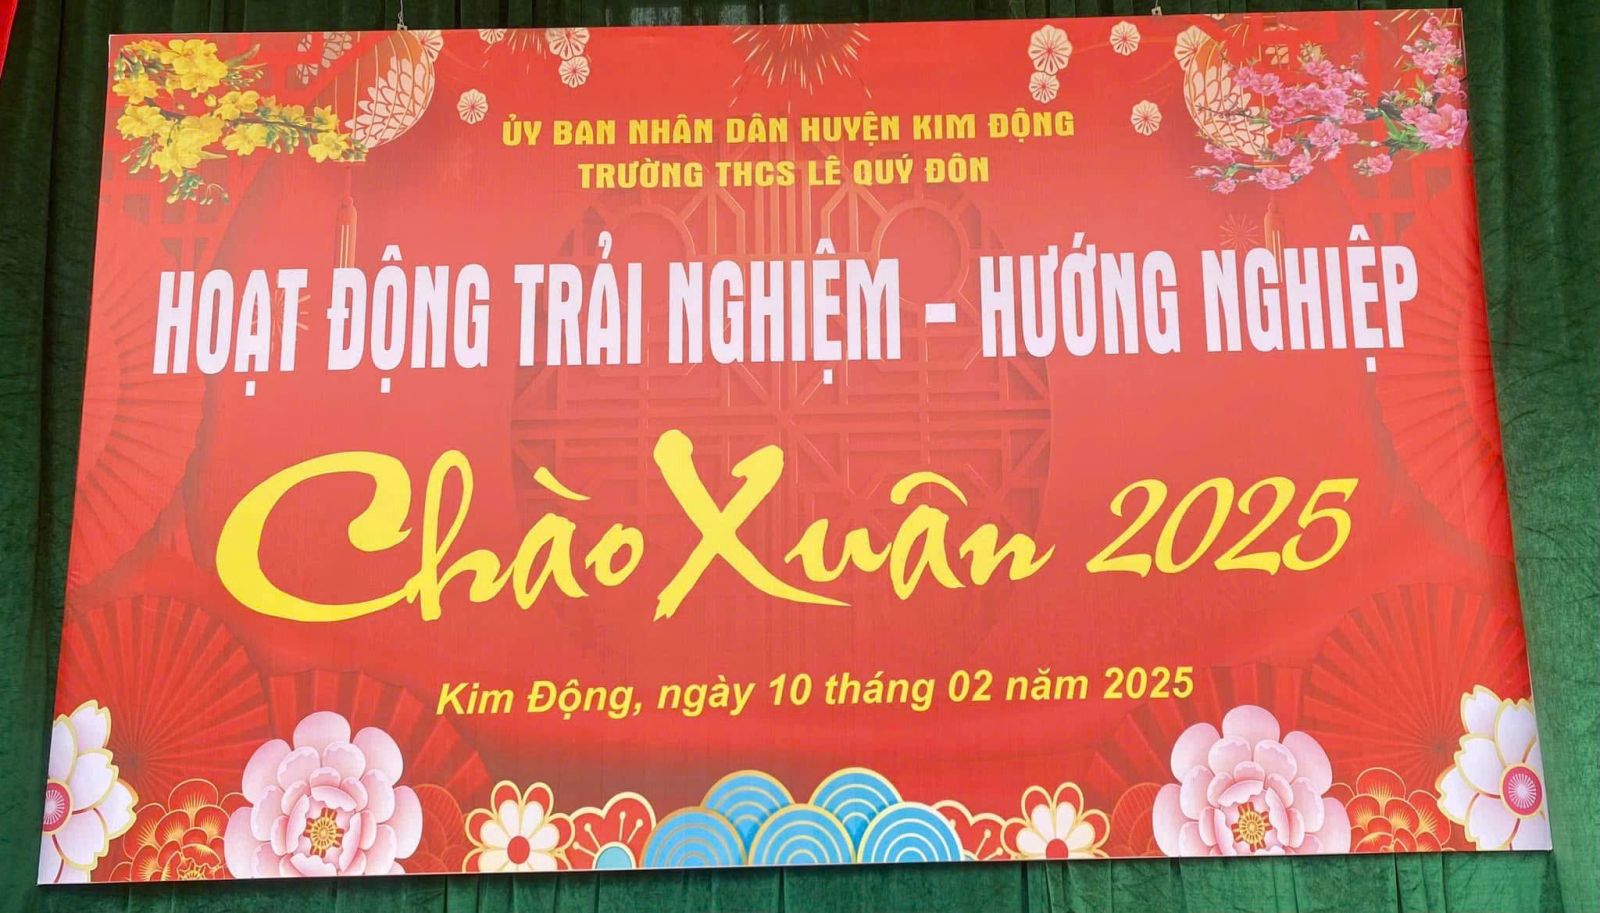 ỦY BAN NHÂN DÂN HUYỆN KIM ĐỘNG
TRƯỜNG THCS LÊ QUÝ ĐÔN
HOẠT ĐỘNG TRẢI NGHIỆM - HƯỚNG NGHIỆP
Chào Xuân 2025
Kim Động, ngày 10 tháng 02 năm 2025